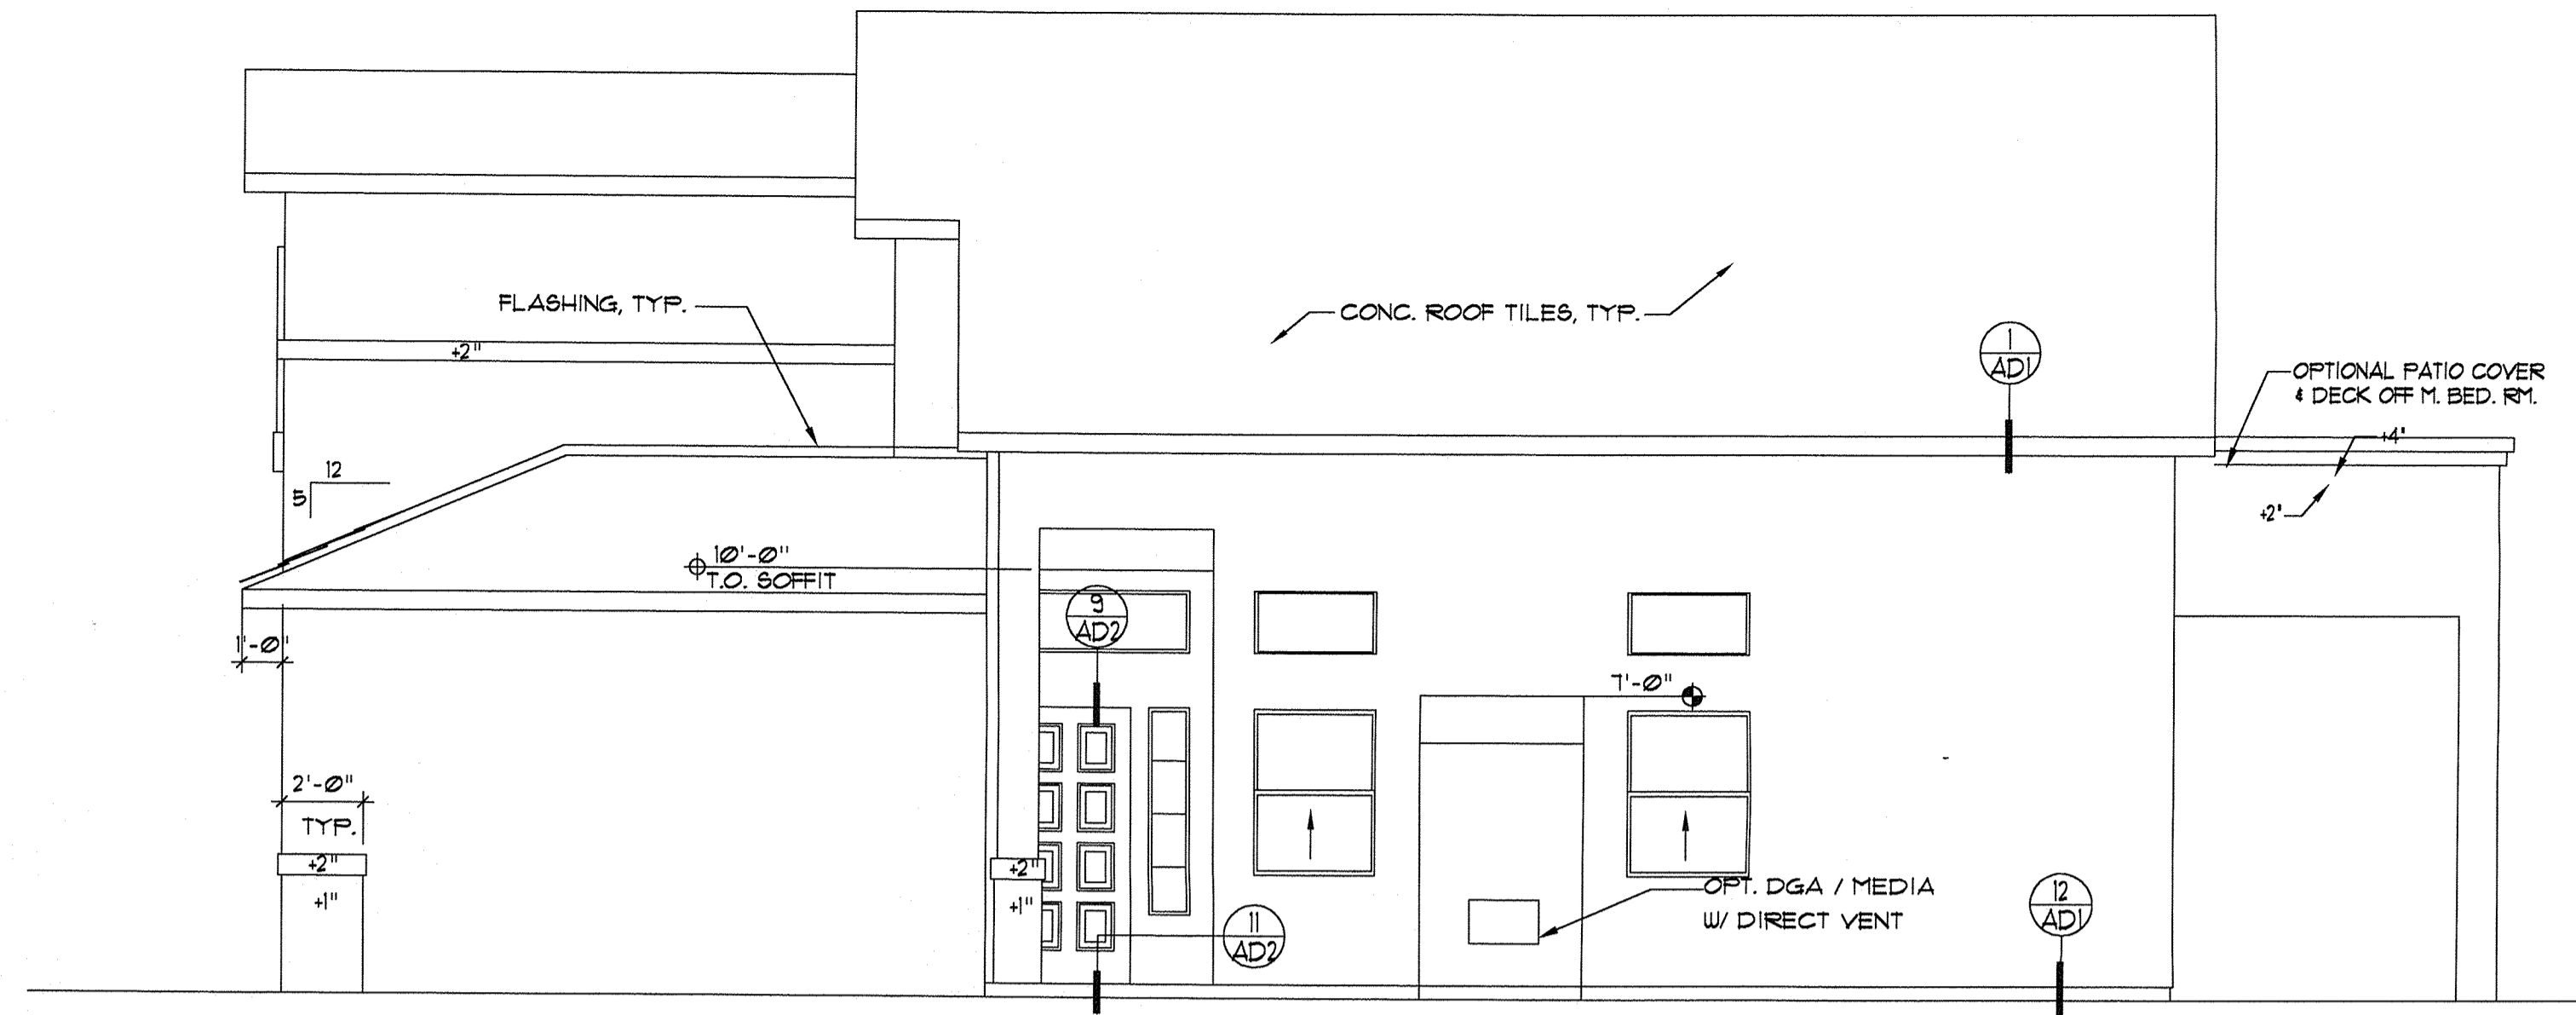 FLASHING, TYP.
CONC. ROOF TILES, TYP.
1
AD1
+2"
OPTIONAL PATIO COVER
& DECK OFF M. BED. RM.
+4"
12
5
+2"
10'-0"
T.O. SOFFIT
9
AD2
1'-0"
7'-0"
2'-0"
TYP.
+2"
+1"
+2"
+1"
OPT. DGA / MEDIA
W/ DIRECT VENT
11
AD2
12
AD1